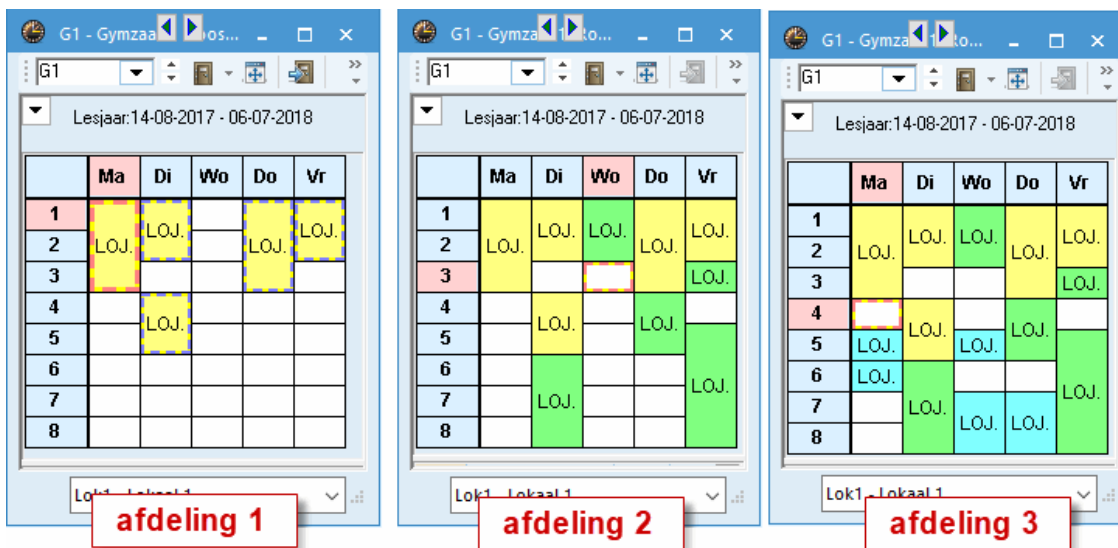 G1 - Gymzaa
oos...
G1
Lesjaar:14-08-2017 - 06-07-2018
Ma Di Wo Do Vr
1
LOJ. LOJ.
2 LOJ. LOJ.
3
4
LOJ.
5
6
7
8
afdeling 1
G1 - Gymza
1 Ro...
G1
Lesjaar:14-08-2017 - 06-07-2018
Ma Di Wo Do Vr
1
LOJ. LOJ. LOJ.
2 LOJ. LOJ.
3 LOJ.
4
LOJ. LOJ.
5
6
LOJ.
7 LOJ.
8
Lok1 - Lokaal 1
afdeling 2
G1 - Gymza
1 Ro...
G1
Lesjaar:14-08-2017 - 06-07-2018
Ma Di Wo Do Vr
1
LOJ. LOJ. LOJ.
2 LOJ. LOJ.
3 LOJ.
4
LOJ. LOJ.
5 LOJ. LOJ.
6 LOJ.
LOJ.
7 LOJ.
LOJ. LOJ.
8
Lok1 - Lokaal 1
afdeling 3